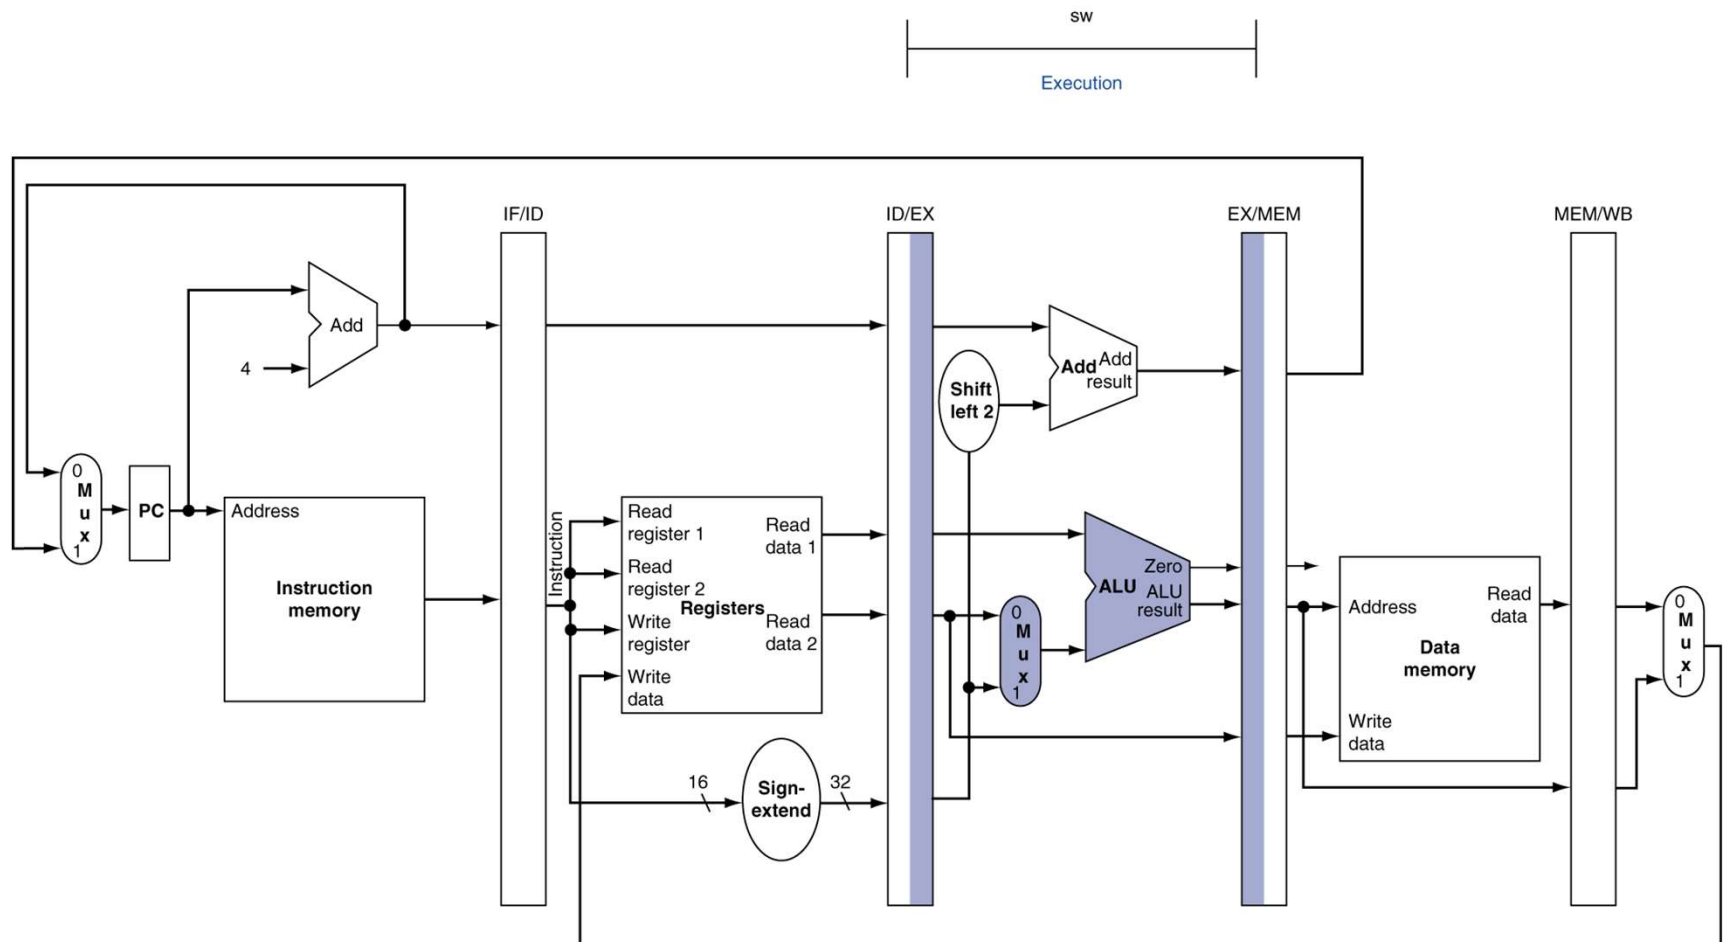 sw
Execution
IF/ID
ID/EX
EX/MEM
MEM/WB
Add
4
Shift
left 2
Add
Add
result
0
M
u
x
1
PC
Address
Instruction
memory
Instruction
Read
register 1
Read
register 2
Write
register
Write
data
Registers
Read
data 1
Read
data 2
16
Sign-
extend
32
0
M
u
x
1
ALU
Zero
ALU
result
Address
Read
data
Data
memory
Write
data
0
M
u
x
1